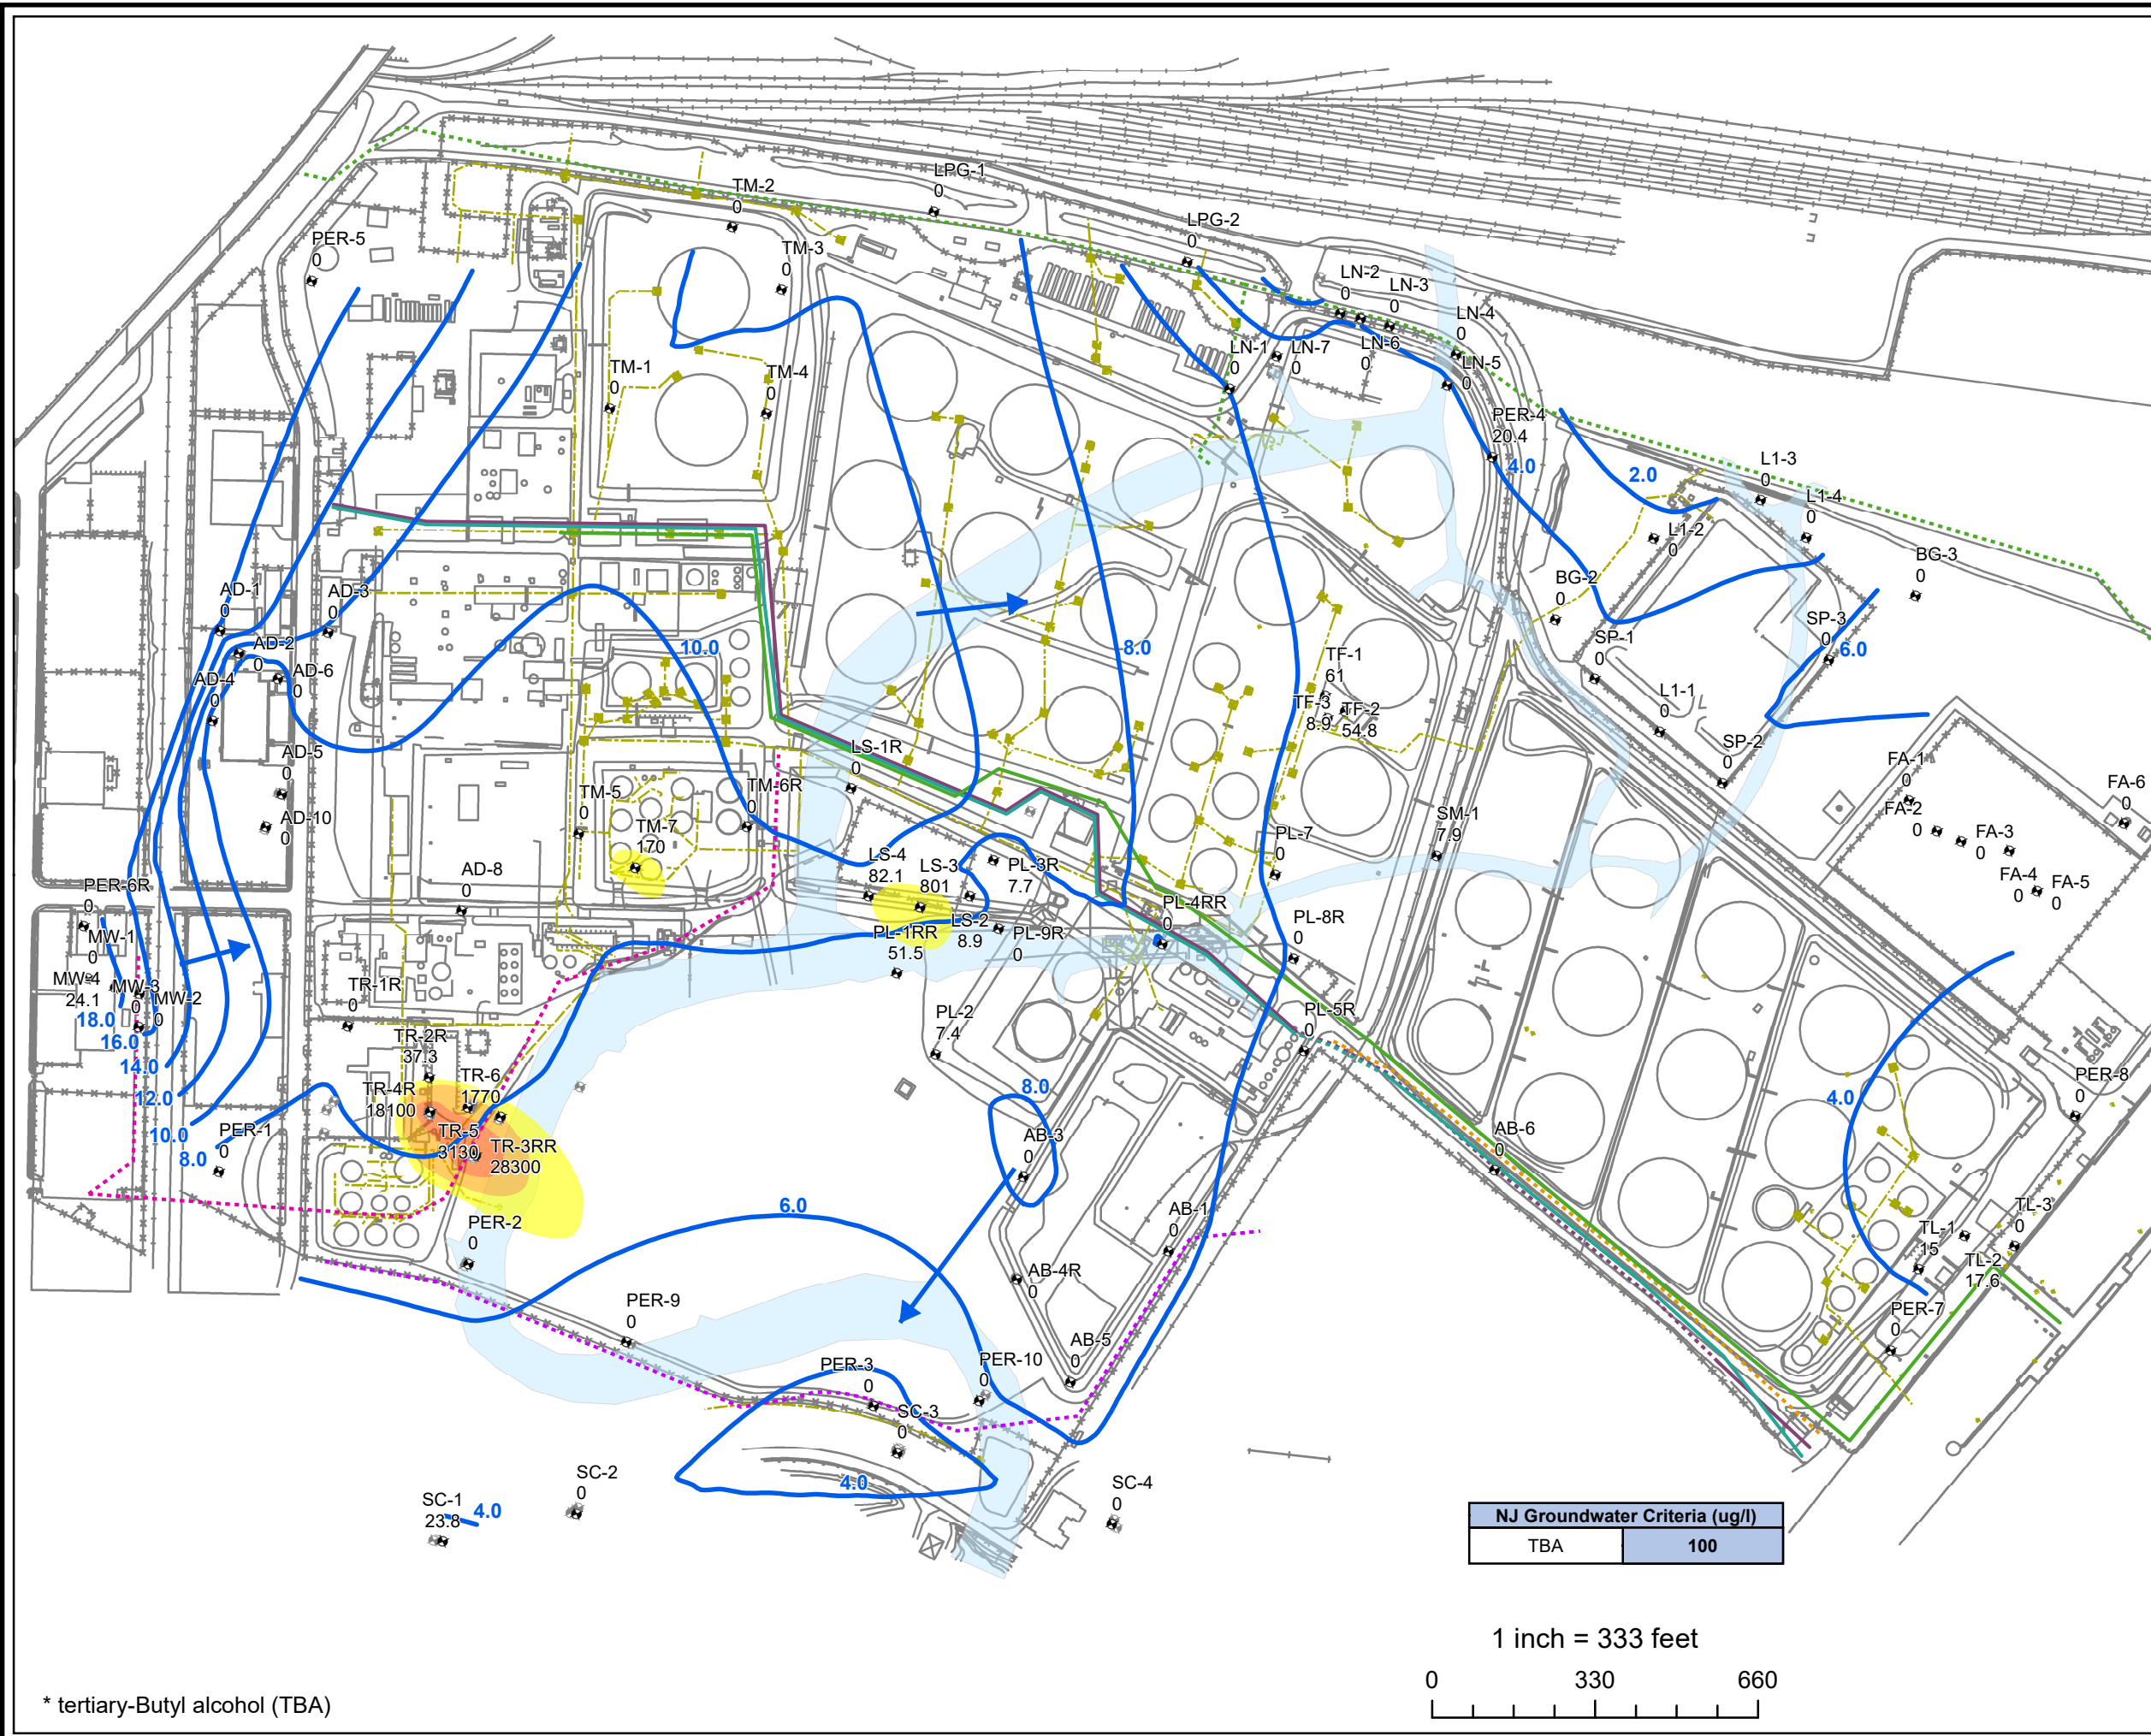 LPG-1
0
TM-2
0
LPG-2
0
PER-5
0
TM-3
0
LN-2
0
LN-3
0
LN-4
0
LN-1
0
LN-7
0
LN-6
0
LN-5
0
TM-1
0
TM-4
0
PER-4
20.4
4.0
2.0
L1-3
0
L1-4
0
L1-2
0
BG-3
0
BG-2
0
AD-1
0
AD-3
0
AD-2
0
AD-6
0
AD-4
0
10.0
8.0
SP-1
0
SP-3
0
6.0
TF-1
61
TF-3
8.9
TF-2
54.8
L1-1
0
SP-2
0
AD-5
0
LS-1R
0
TM-5
0
TM-6R
0
TM-7
170
AD-10
0
SM-1
7.9
PL-7
0
FA-1
0
FA-2
0
FA-3
0
FA-6
0
FA-4
0
FA-5
0
AD-8
0
LS-4
82.1
LS-3
801
PL-3R
7.7
PER-6R
0
MW-1
0
LS-2
8.9
PL-1RR
51.5
PL-9R
0
PL-4RR
0
PL-8R
0
MW-4
24.1
MW-3
0
MW-2
0
18.0
16.0
14.0
12.0
10.0
8.0
TR-1R
0
PL-2
7.4
PL-5R
0
TR-2R
37.3
TR-4R
18100
TR-6
1770
TR-5
3130
TR-3RR
28300
8.0
AB-3
0
PER-1
0
AB-6
0
4.0
PER-8
0
PER-2
0
6.0
AB-1
0
AB-4R
0
TL-3
0
TL-1
15
TL-2
17.6
PER-9
0
PER-7
0
AB-5
0
PER-3
0
PER-10
0
SC-3
0
4.0
SC-2
0
SC-1
23.8
4.0
SC-4
0
NJ Groundwater Criteria (ug/l)
TBA 100
1 inch = 333 feet
0 330 660
* tertiary-Butyl alcohol (TBA)